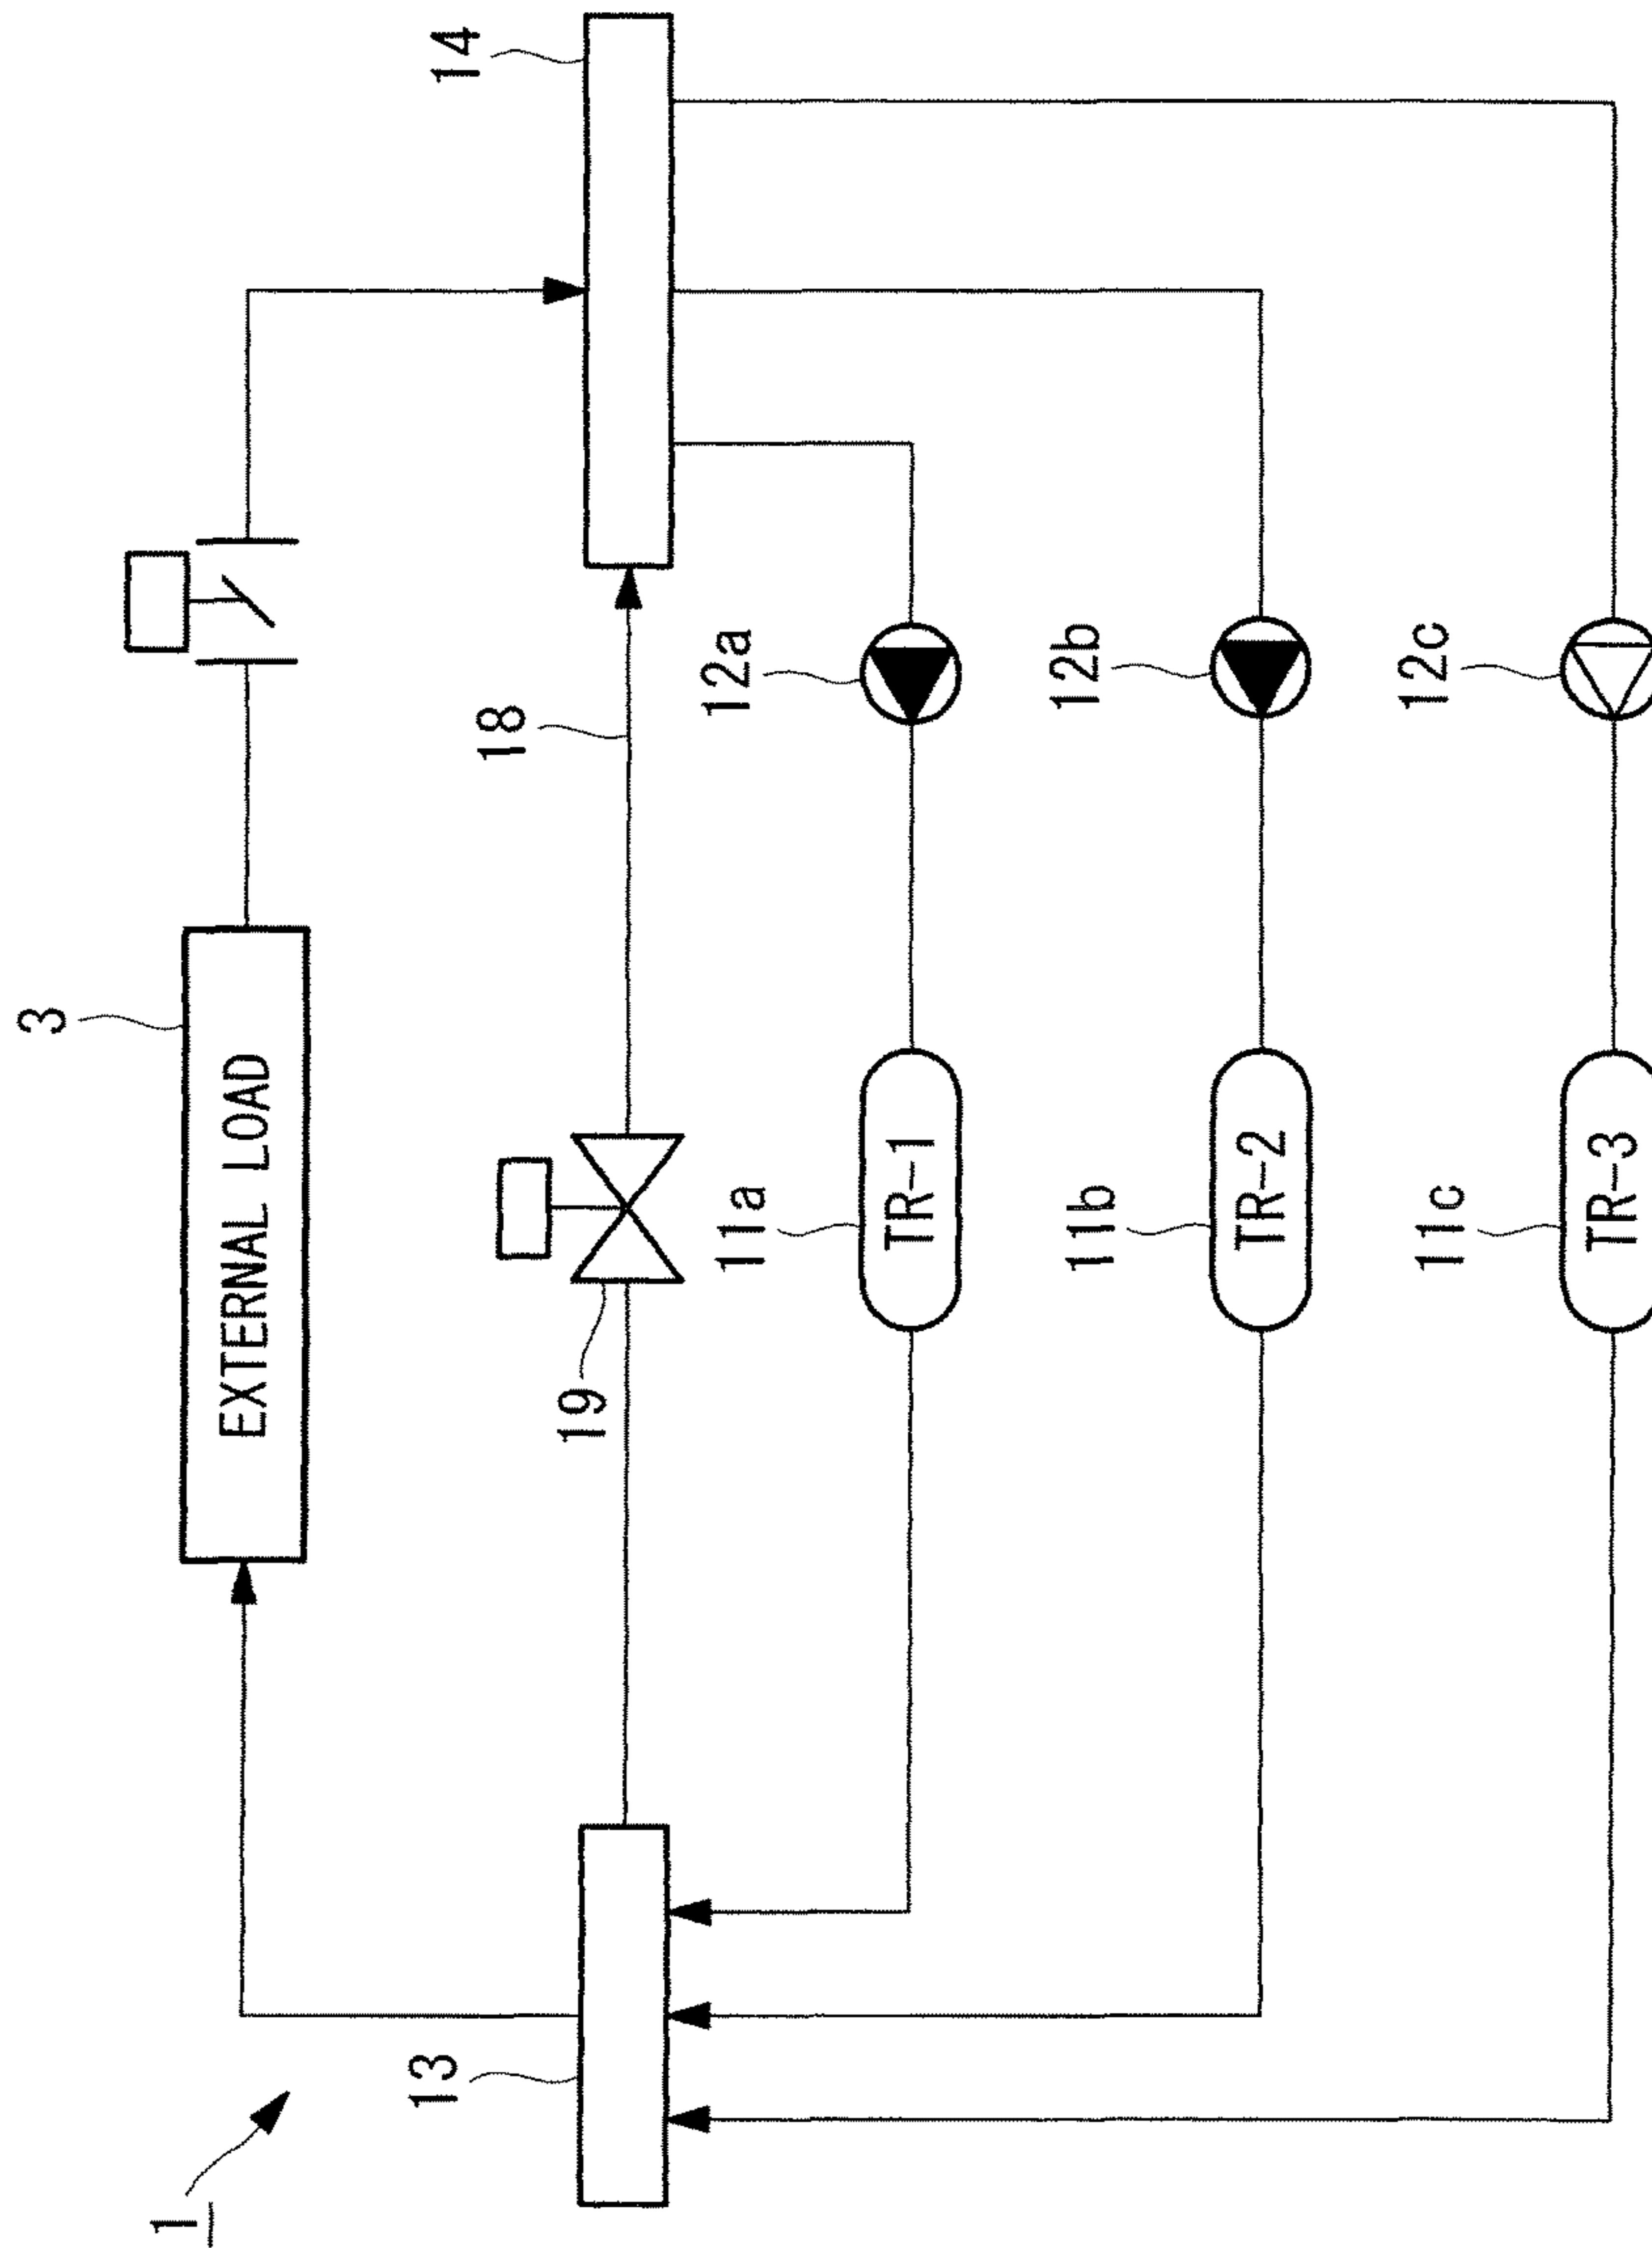 1
3
EXTERNAL LOAD
13
14
18
19
12a
11a
TR-1
12b
11b
TR-2
12c
11c
TR-3